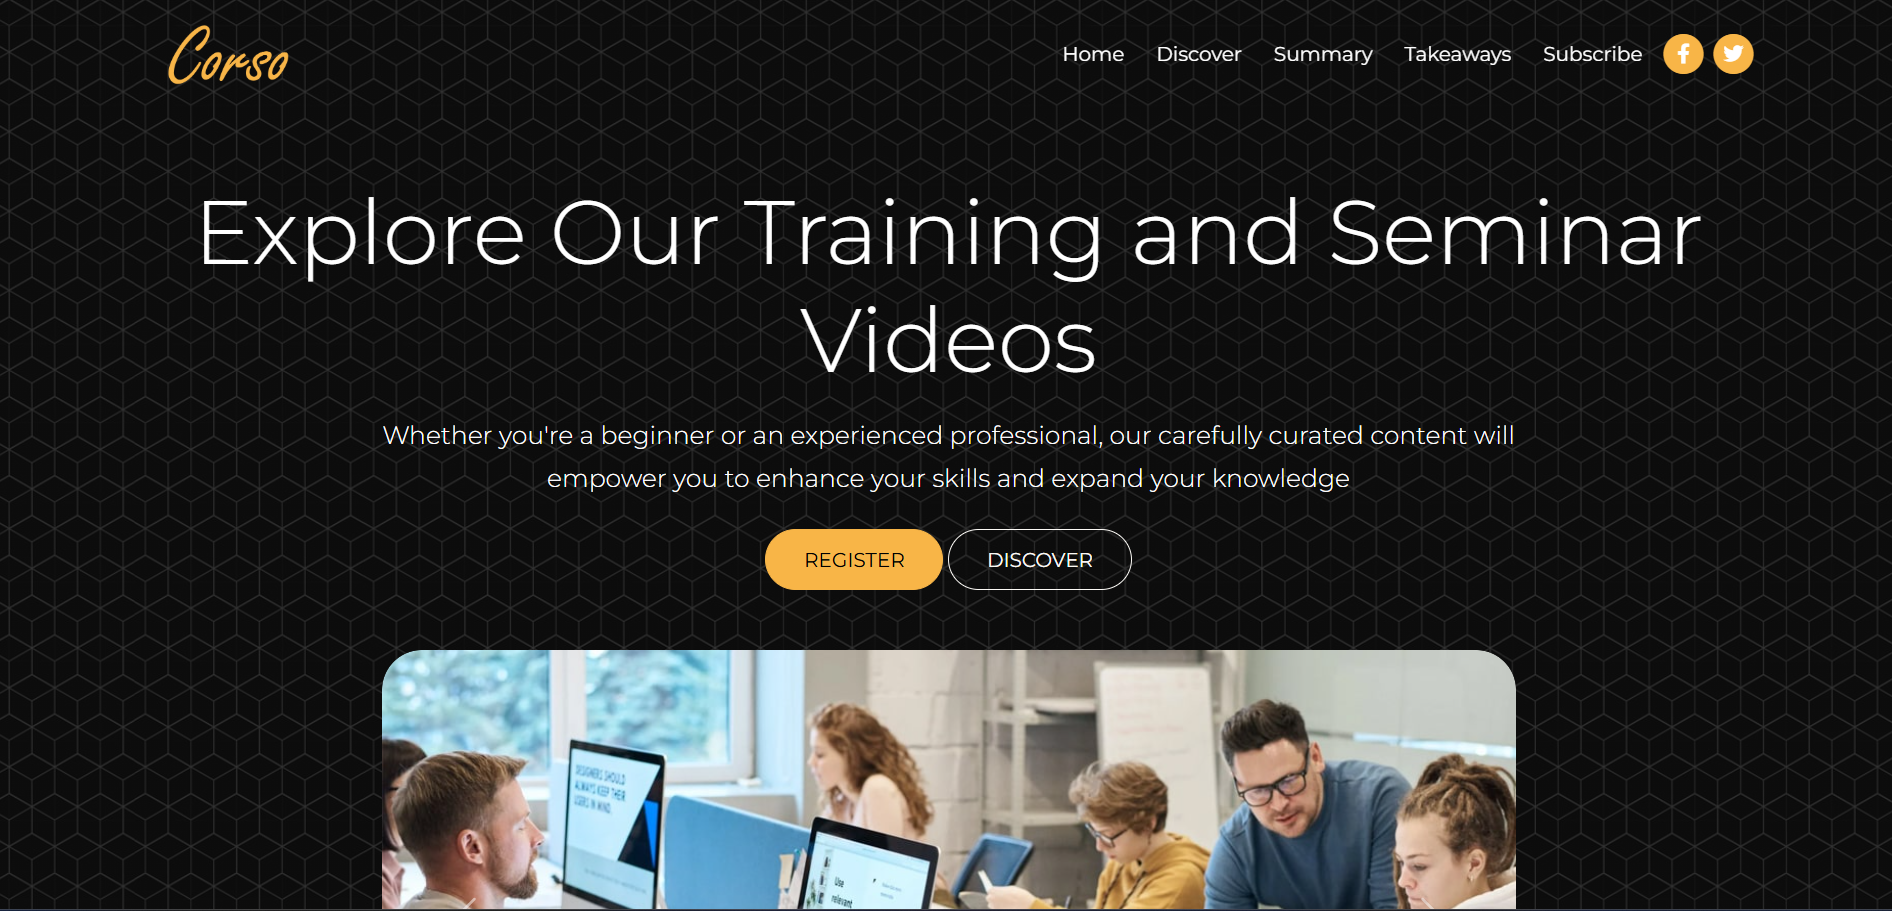 Corso
Home Discover Summary Takeaways Subscribe
Explore Our Training and Seminar
Videos
Whether you're a beginner or an experienced professional, our carefully curated content will
empower you to enhance your skills and expand your knowledge
REGISTER DISCOVER
DESIGNERS SHOULD
ALWAYS KEEP THEIR
USERS IN MIND.
Use
relevant